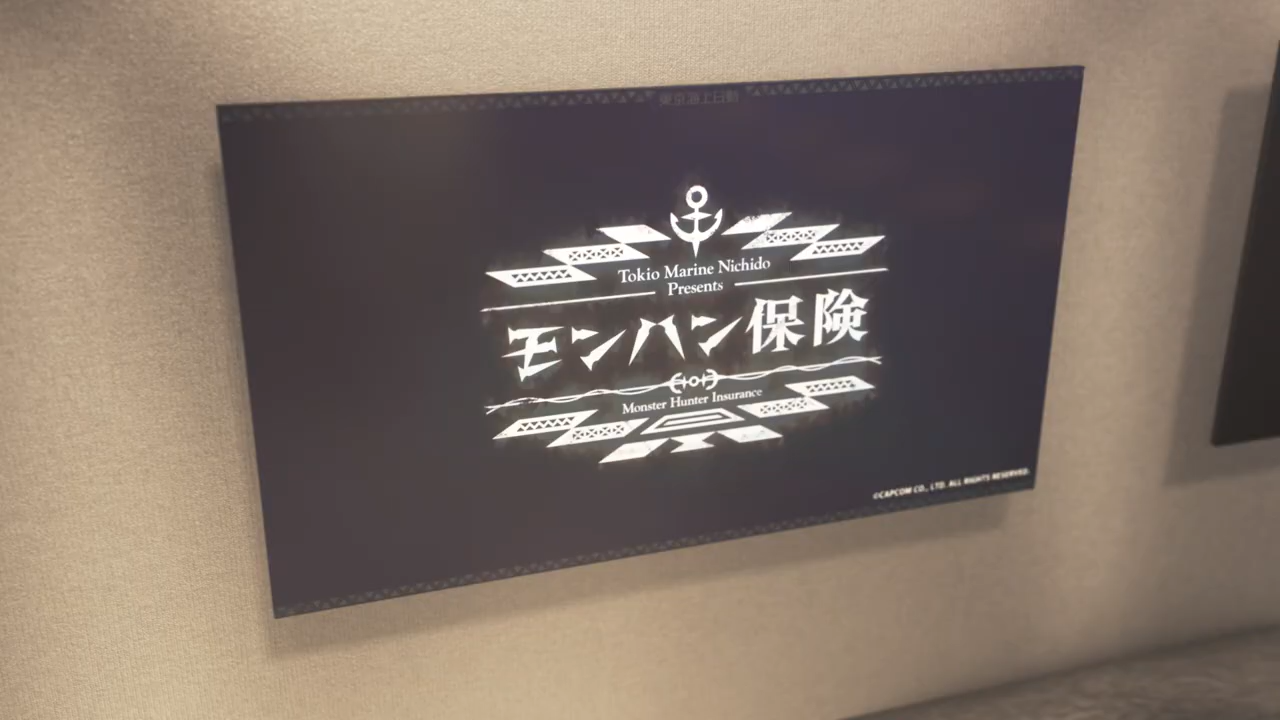 東京海上日動
Tokio Marine Nichido
Presents
モンハン保険
Monster Hunter Insurance
©CAPCOM CO., LTD. ALL RIGHTS RESERVED.